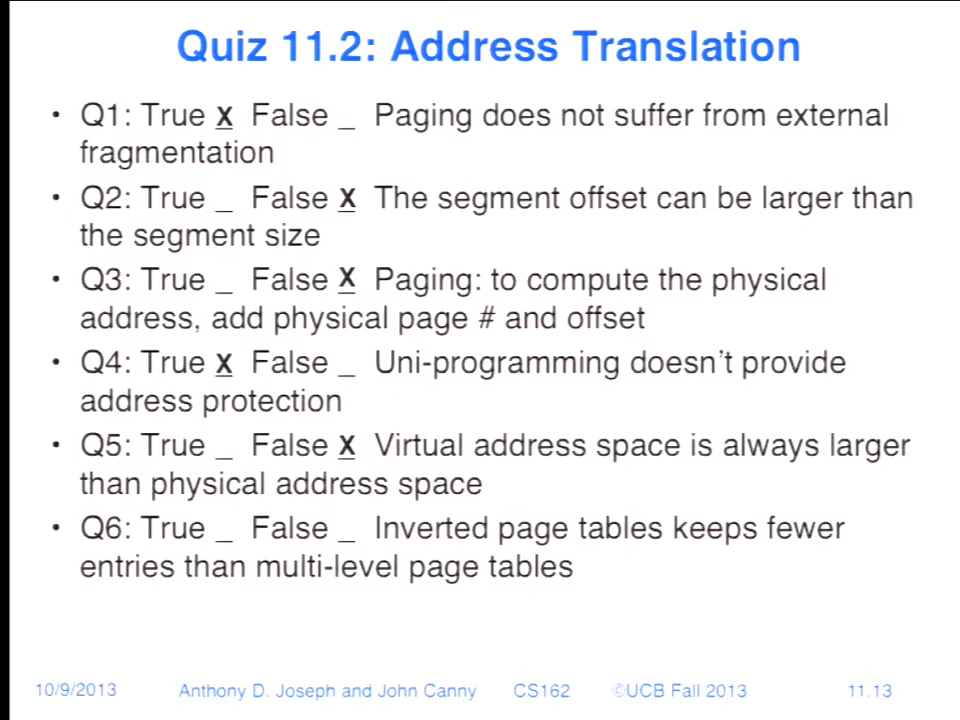 Quiz 11.2: Address Translation
• Q1: True X False _ Paging does not suffer from external
fragmentation
• Q2: True _ False X The segment offset can be larger than
the segment size
• Q3: True _ False X Paging: to compute the physical
address, add physical page # and offset
• Q4: True X False _ Uni-programming doesn't provide
address protection
• Q5: True _ False X Virtual address space is always larger
than physical address space
• Q6: True _ False _ Inverted page tables keeps fewer
entries than multi-level page tables
10/9/2013 Anthony D. Joseph and John Canny CS162 ©UCB Fall 2013 11.13